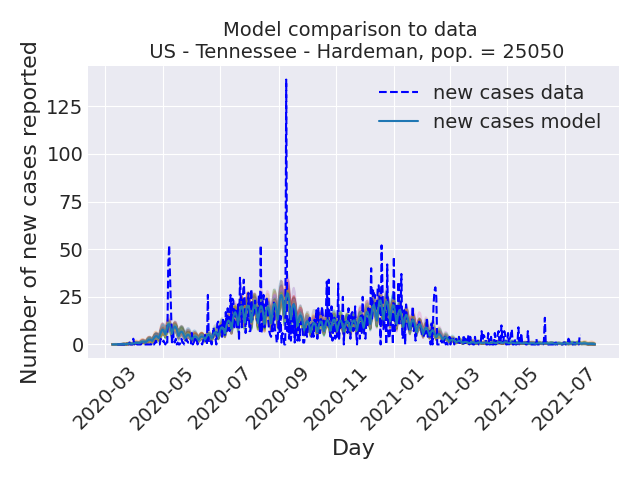 Model comparison to data
US - Tennessee - Hardeman, pop. = 25050
Number of new cases reported
125
100
75
50
25
0
new cases data
new cases model
2020-03
2020-05
2020-07
2020-09
2020-11
2021-01
2021-03
2021-05
2021-07
Day